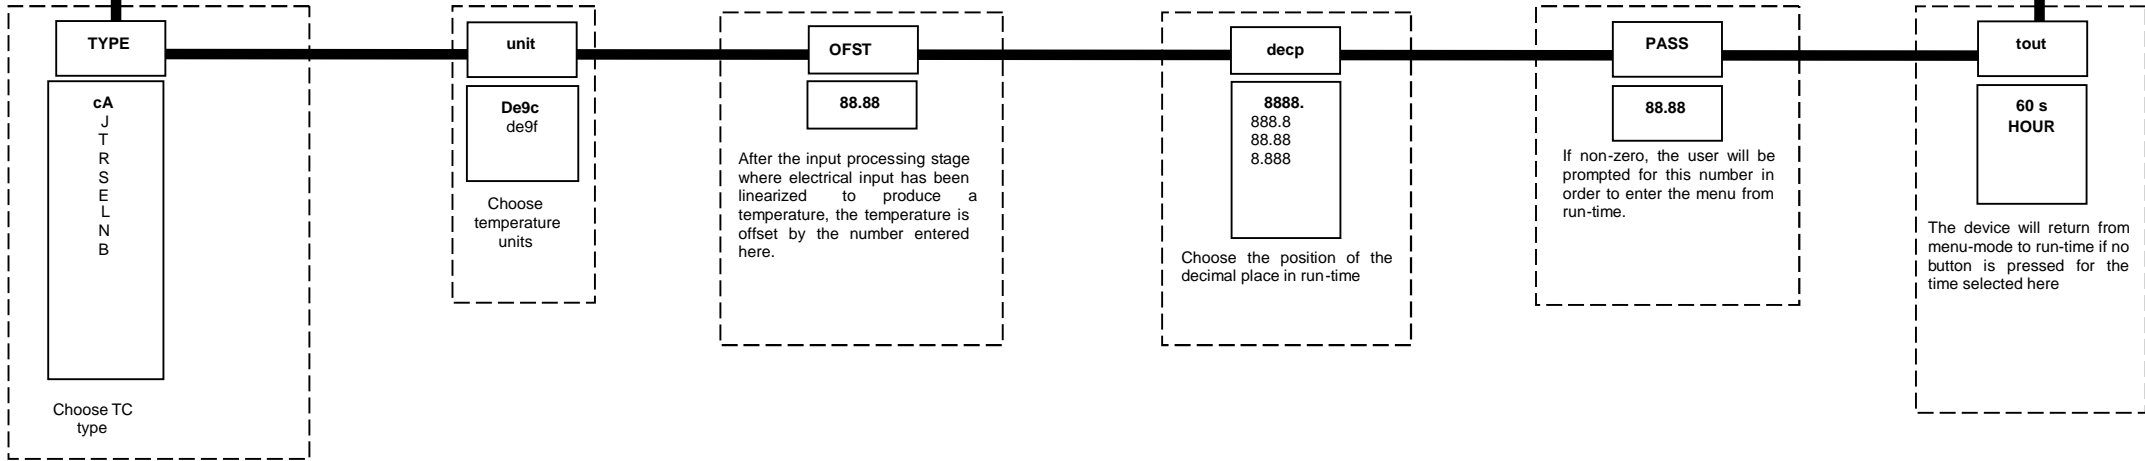 TYPE
cA
J
T
R
S
E
L
N
B
Choose TC
type
unit
De9c
de9f
Choose
temperature
units
OFST
88.88
After the input processing stage
where electrical input has been
linearized to produce a
temperature, the temperature is
offset by the number entered
here.
decp
8888.
888.8
88.88
8.888
Choose the position of the
decimal place in run-time
PASS
88.88
If non-zero, the user will be
prompted for this number in
order to enter the menu from
run-time.
tout
60 s
HOUR
The device will return from
menu-mode to run-time if no
button is pressed for the
time selected here